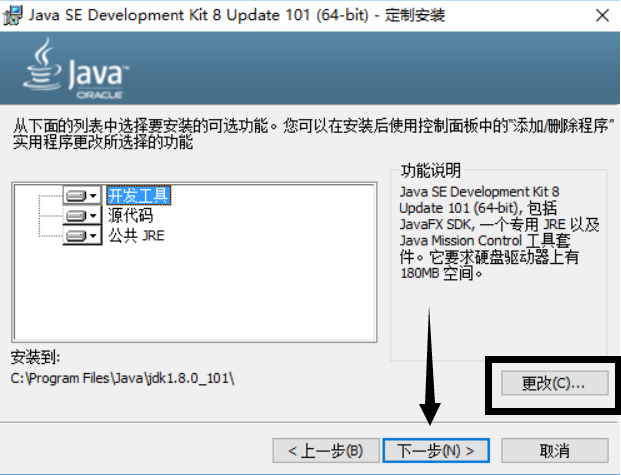 Java SE Development Kit 8 Update 101 (64-bit) - 定制安装
Java™
ORACLE
从下面的列表中选择要安装的可选功能。您可以在安装后使用控制面板中的“添加/删除程序”
实用程序更改所选择的功能
开发工具
源代码
公共 JRE
功能说明
Java SE Development Kit 8
Update 101 (64-bit), 包括
JavaFX SDK, 一个专用 JRE 以及
Java Mission Control 工具套
件。它要求硬盘驱动器上有
180MB 空间。
安装到:
C:\Program Files\Java\jdk1.8.0_101\
更改(C)...
< 上一步(B)
下一步(N) >
取消